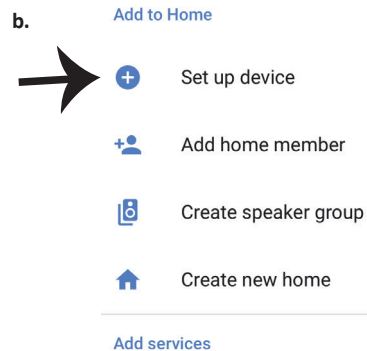 b.
Add to Home
Set up device
Add home member
Create speaker group
Create new home
Add services